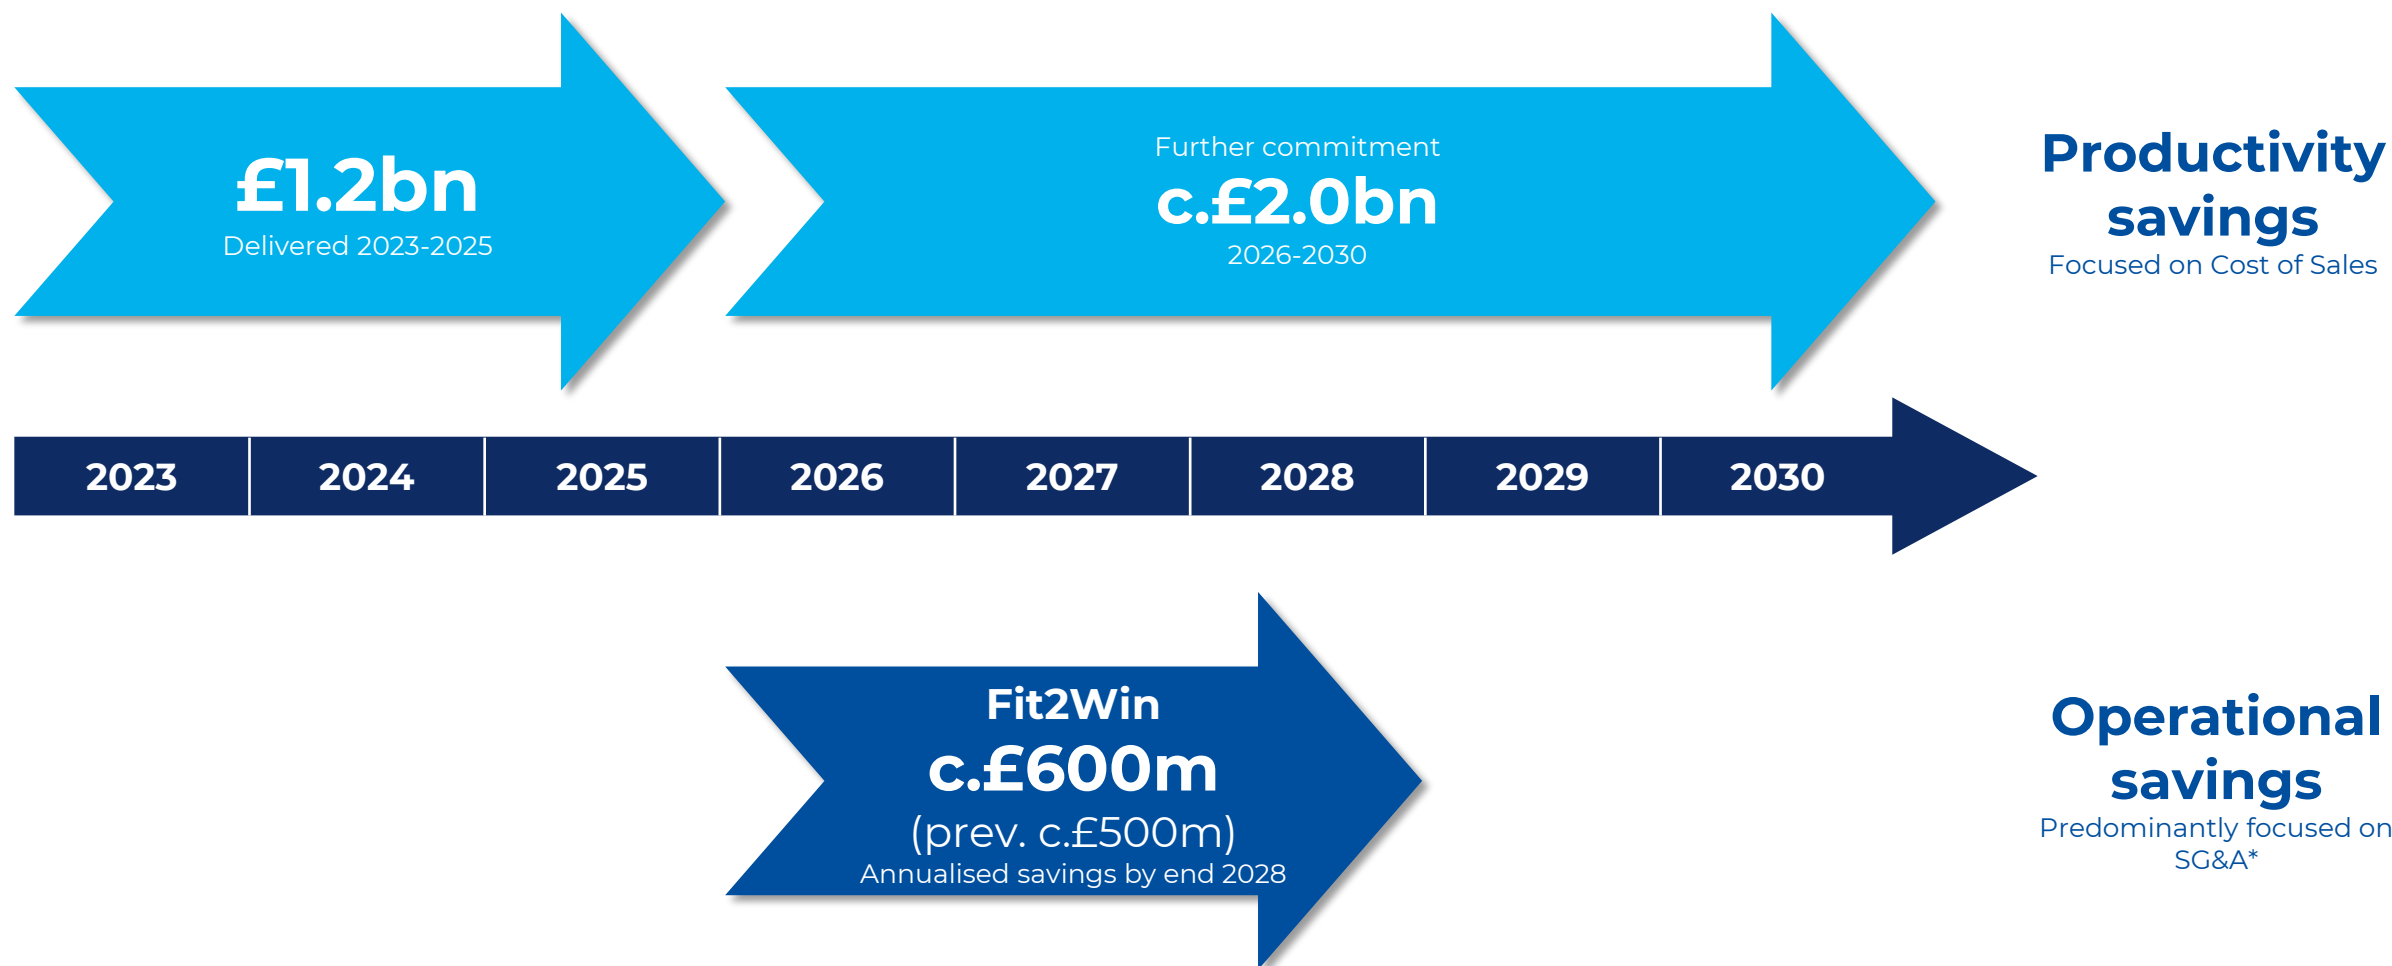 £1.2bn
Delivered 2023-2025
Further commitment
c.£2.0bn
2026-2030
Productivity
savings
Focused on Cost of Sales
2023
2024
2025
2026
2027
2028
2029
2030
Fit2Win
c.£600m
(prev. c.£500m)
Annualised savings by end 2028
Operational
savings
Predominantly focused on
SG&A*